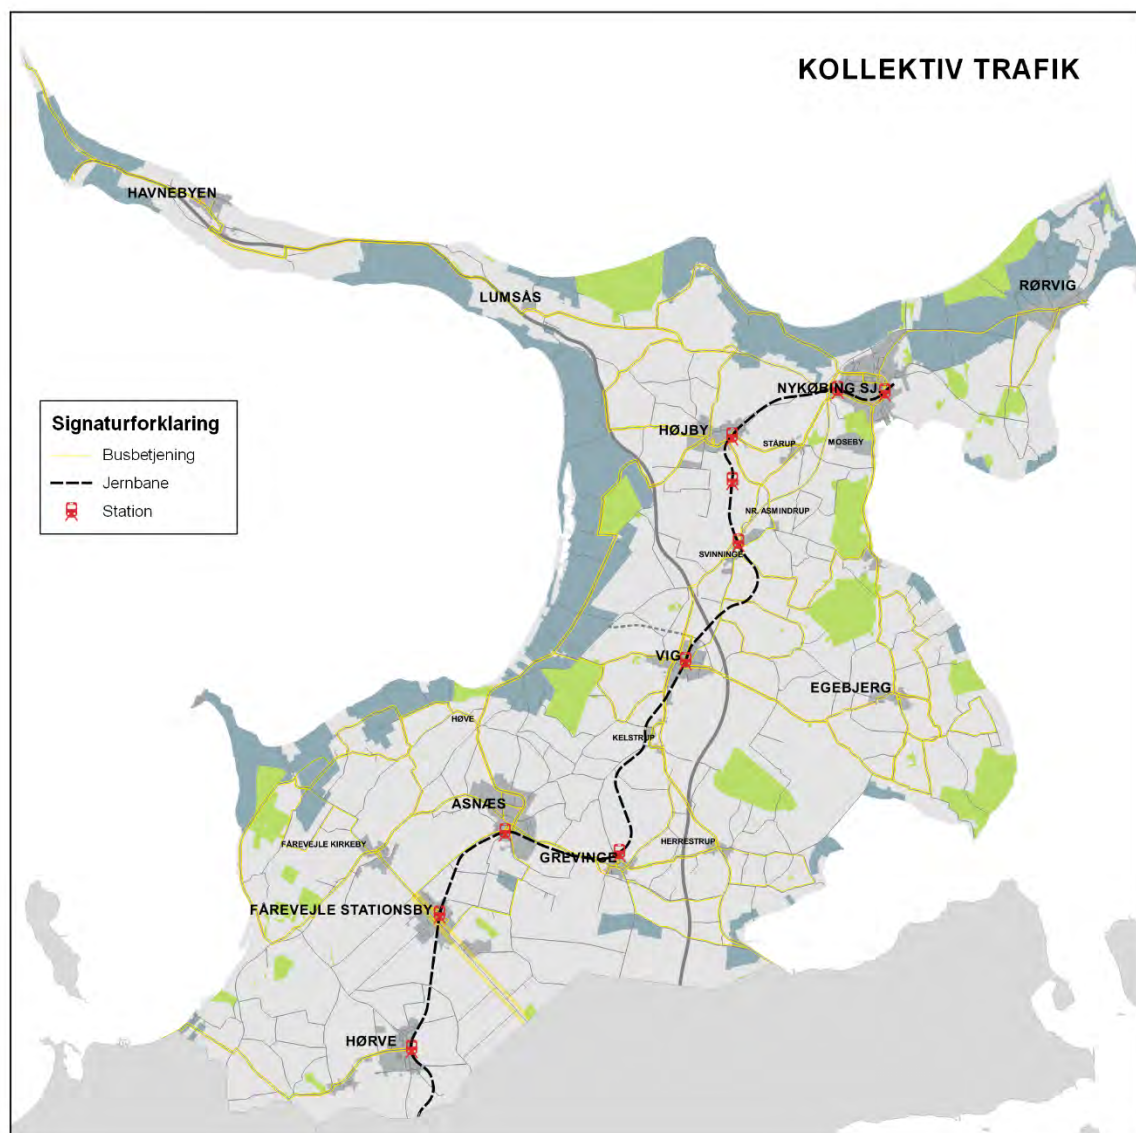 KOLLEKTIV TRAFIK
HAVNEBYEN
RØRVIG
LUMSÅS
NYKØBING SJ.
Signaturforklaring
Busbetjening
Jernbane
Station
HØJBY
STÅRUP
MOSEBY
NR. ASMINDRUP
SVINNINGE
VIG
EGEBJERG
HØVE
KELSTRUP
ASNÆS
FÅREVEJLE KIRKEBY
HERRESTRUP
GREVINGE
FÅREVEJLE STATIONSBY
HØRVE